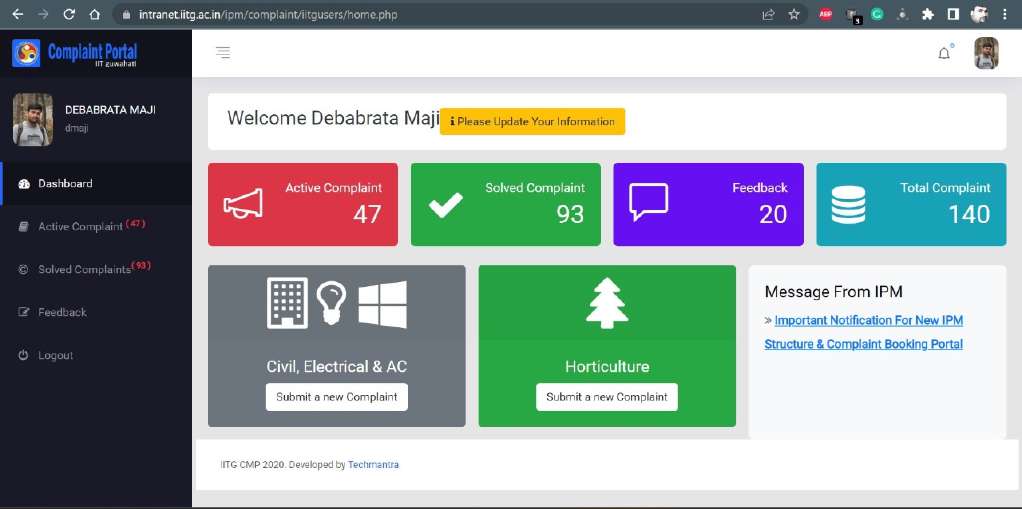 intranet.iitg.ac.in/ipm/complaint/iitgusers/home.php
ABP
Complaint Portal
IIT guwahati
DEBABRATA MAJI
dmaji
Dashboard
Active Complaint (47)
Solved Complaints (93)
Feedback
Logout
Welcome Debabrata Maji
Please Update Your Information
Active Complaint
47
Solved Complaint
93
Feedback
20
Total Complaint
140
Civil, Electrical & AC
Submit a new Complaint
Horticulture
Submit a new Complaint
Message From IPM
» Important Notification For New IPM
Structure & Complaint Booking Portal
IITG CMP 2020. Developed by Techmantra